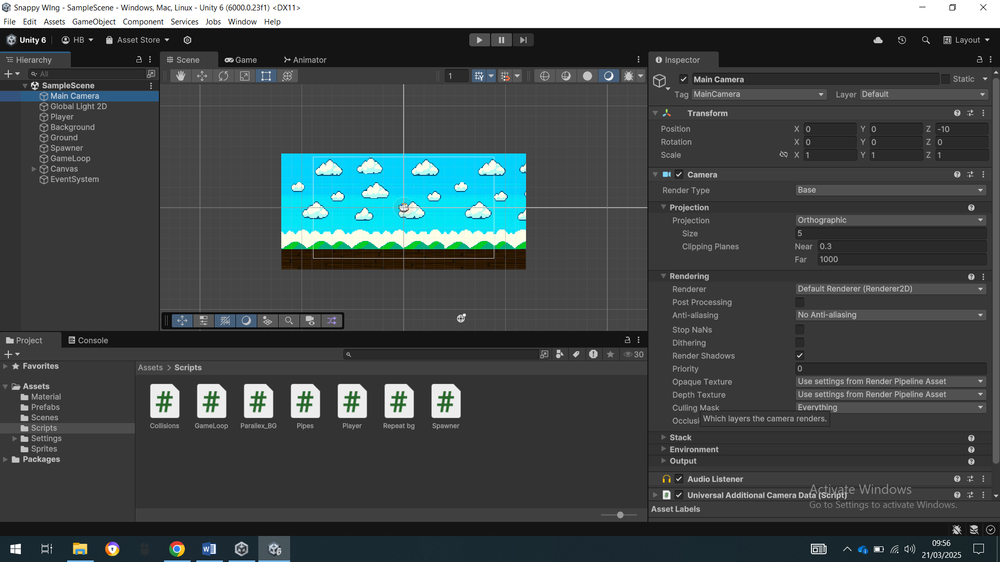 Snappy WIng - SampleScene - Windows, Mac, Linux - Unity 6 (6000.0.23f1) <DX11>
File Edit Assets GameObject Component Services Jobs Window Help
Unity 6 HB Asset Store Layout
Hierarchy Scene Game Animator Inspector
All 1
SampleScene
Main Camera
Global Light 2D
Player
Background
Ground
Spawner
GameLoop
Canvas
EventSystem
Main Camera Static
Tag MainCamera Layer Default
Transform
Position X 0 Y 0 Z -10
Rotation X 0 Y 0 Z 0
Scale X 1 Y 1 Z 1
Camera
Render Type Base
Projection
Projection Orthographic
Size 5
Clipping Planes Near 0.3
Far 1000
Rendering
Renderer Default Renderer (Renderer2D)
Post Processing
Anti-aliasing No Anti-aliasing
Stop NaNs
Dithering
Render Shadows
Priority 0
Opaque Texture Use settings from Render Pipeline Asset
Depth Texture Use settings from Render Pipeline Asset
Culling Mask Everything
Occlusi
Which layers the camera renders.
Stack
Environment
Output
Audio Listener
Universal Additional Camera Data (Script)
Asset Labels
Activate Windows
Go to Settings to activate Windows.
Project Console
30
Favorites
Assets
Material
Prefabs
Scenes
Scripts
Settings
Sprites
Packages
Assets > Scripts
Collisions GameLoop Parallex_BG Pipes Player Repeat bg Spawner
09:56
21/03/2025